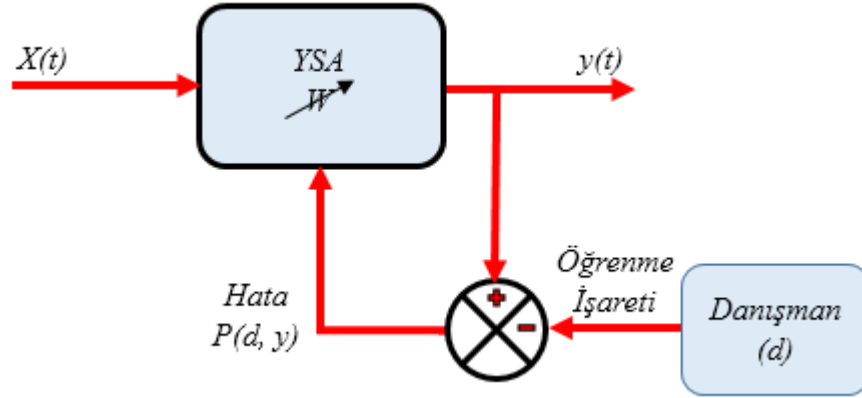 X(t)
YSA
W
y(t)
Hata
P(d, y)
+
-
Öğrenme
İşareti
Danışman
(d)